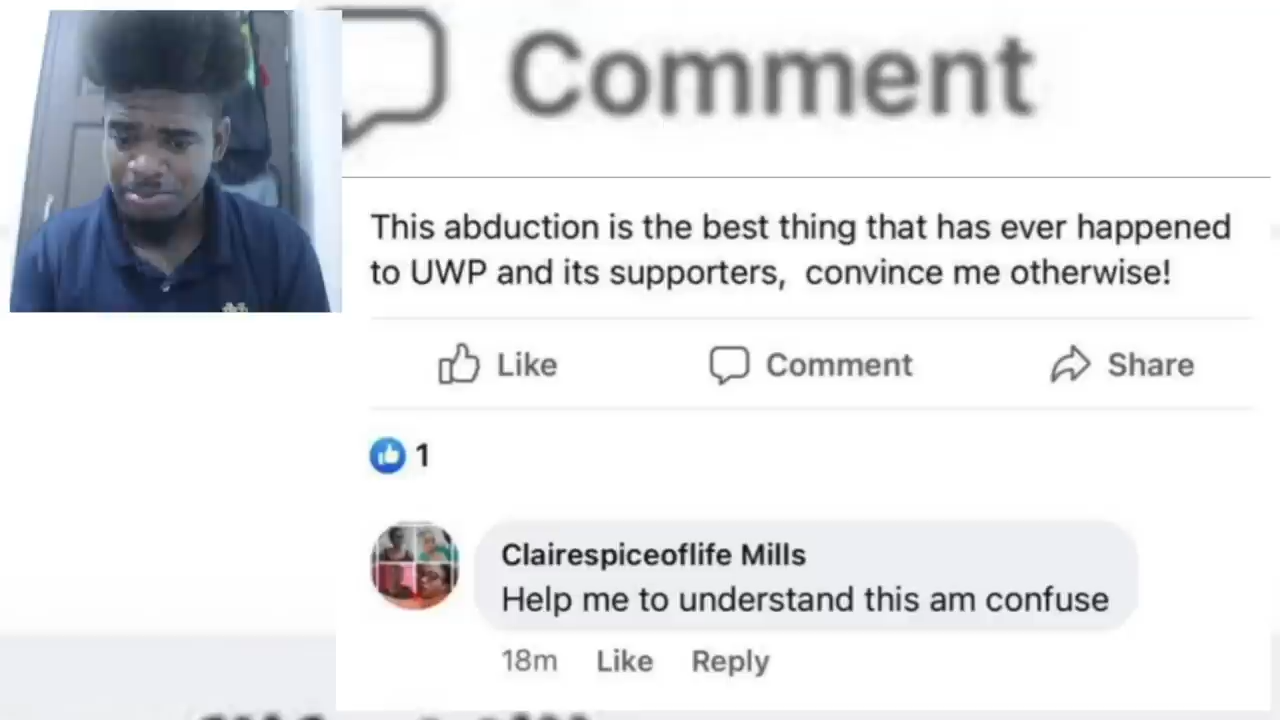 Comment
This abduction is the best thing that has ever happened
to UWP and its supporters,  convince me otherwise!
Like
Comment
Share
1
Clairespiceoflife Mills
Help me to understand this am confuse
18m
Like
Reply